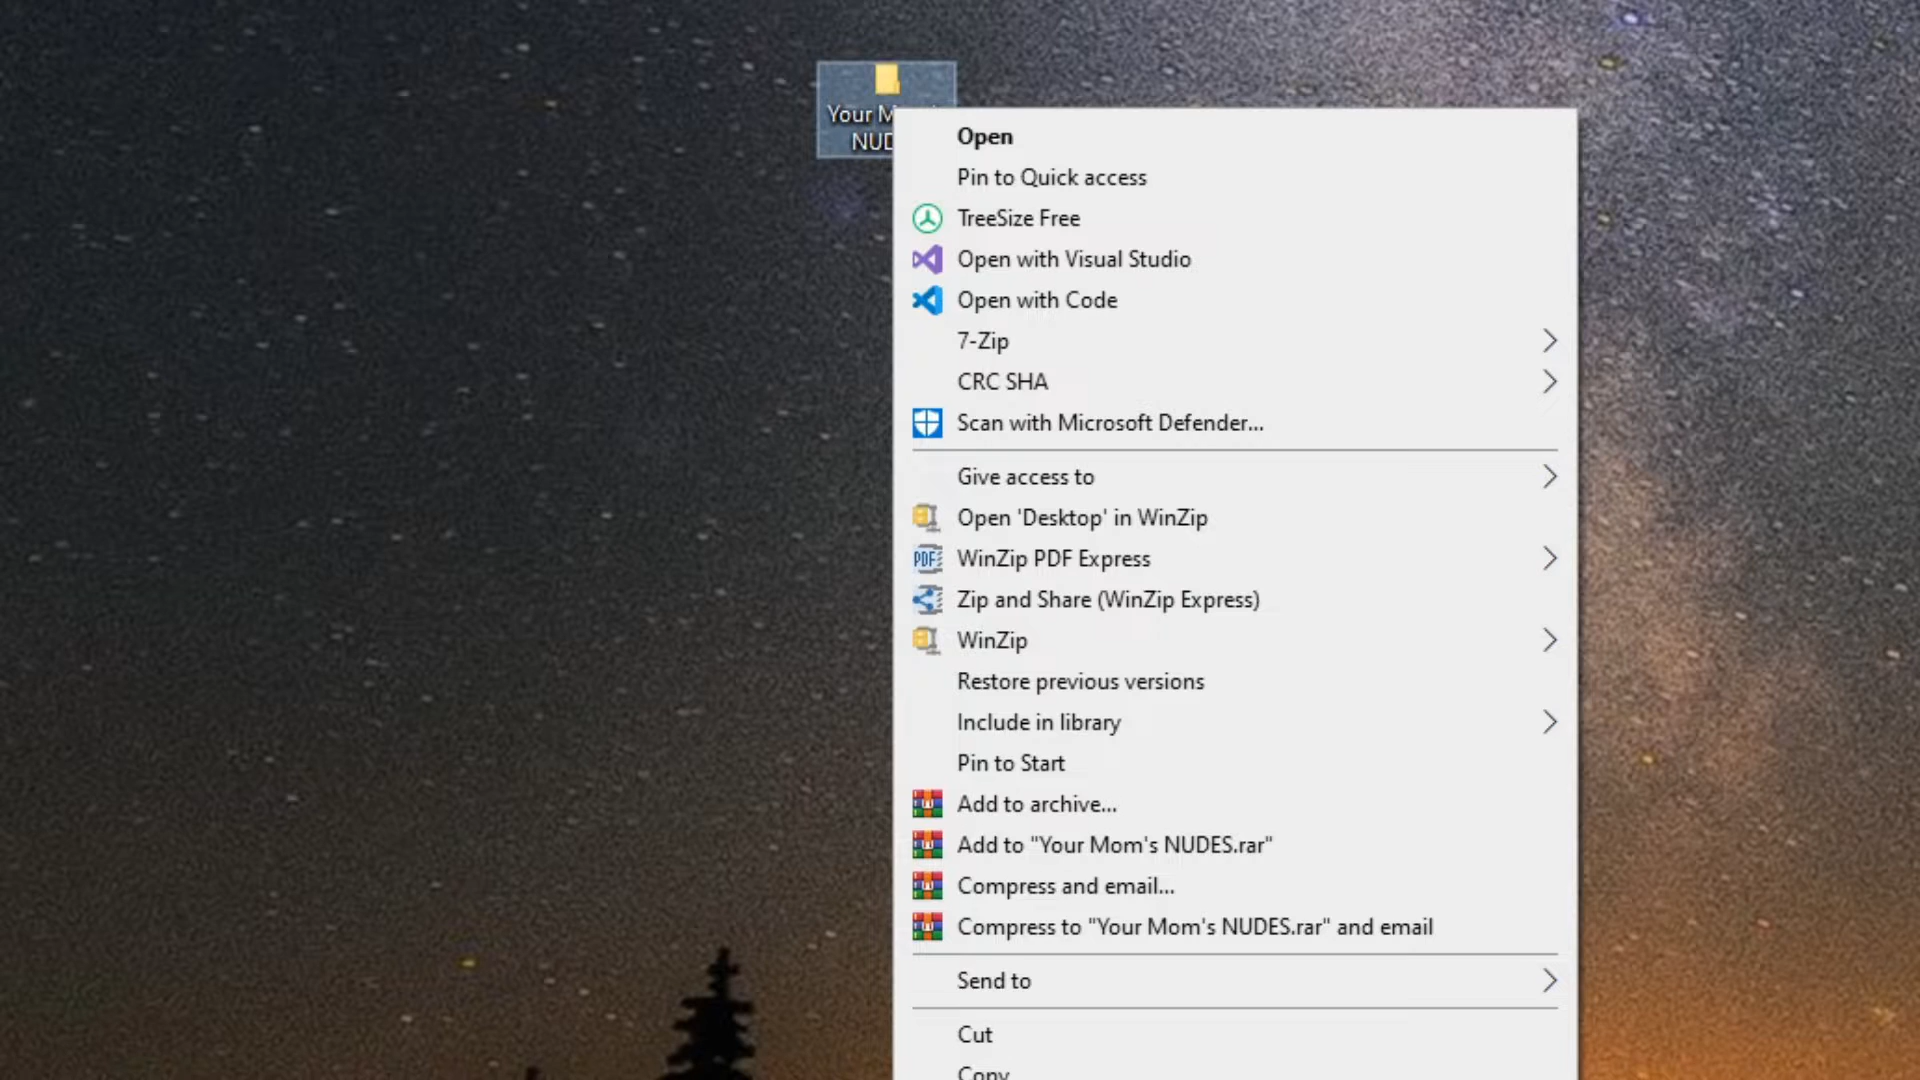 Your M
NUD
Open
Pin to Quick access
TreeSize Free
Open with Visual Studio
Open with Code
7-Zip
CRC SHA
Scan with Microsoft Defender...
Give access to
Open 'Desktop' in WinZip
PDF
WinZip PDF Express
Zip and Share (WinZip Express)
WinZip
Restore previous versions
Include in library
Pin to Start
Add to archive...
Add to "Your Mom's NUDES.rar"
Compress and email...
Compress to "Your Mom's NUDES.rar" and email
Send to
Cut
Copy